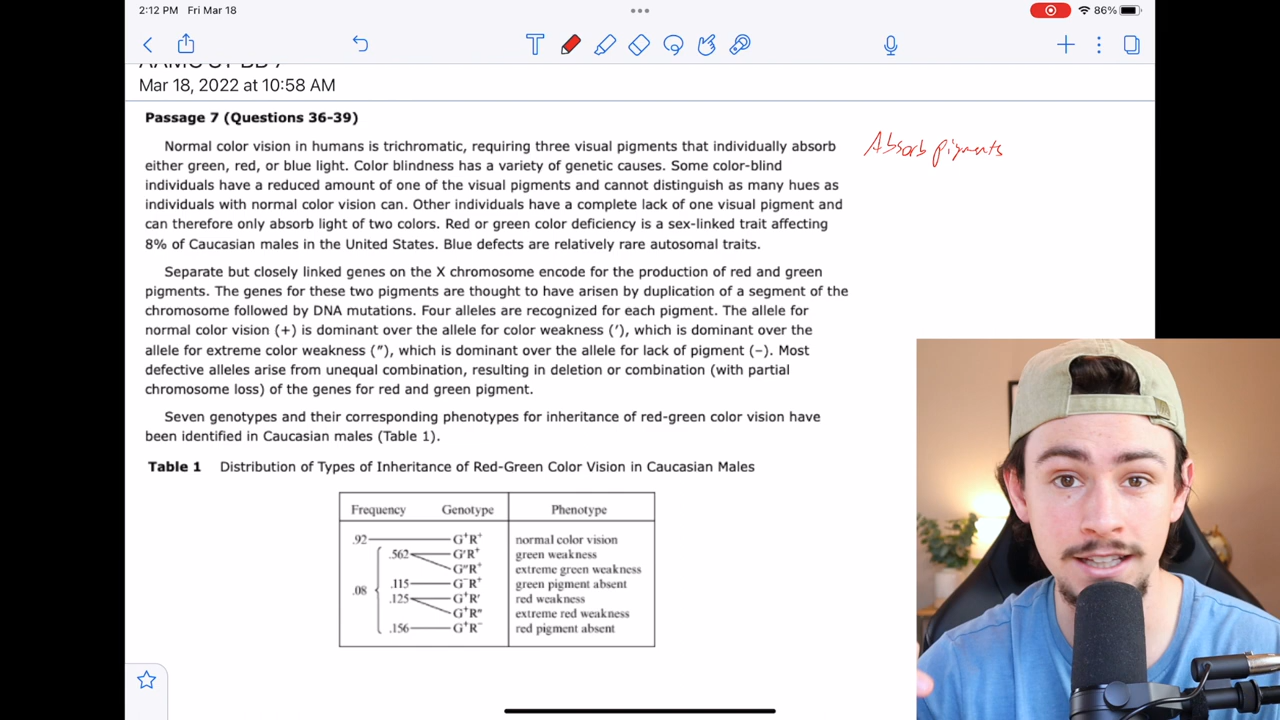 2:12 PM Fri Mar 18
86%
Mar 18, 2022 at 10:58 AM
Passage 7 (Questions 36-39)
Normal color vision in humans is trichromatic, requiring three visual pigments that individually absorb
either green, red, or blue light. Color blindness has a variety of genetic causes. Some color-blind
individuals have a reduced amount of one of the visual pigments and cannot distinguish as many hues as
individuals with normal color vision can. Other individuals have a complete lack of one visual pigment and
can therefore only absorb light of two colors. Red or green color deficiency is a sex-linked trait affecting
8% of Caucasian males in the United States. Blue defects are relatively rare autosomal traits.
Absorb pigments
Separate but closely linked genes on the X chromosome encode for the production of red and green
pigments. The genes for these two pigments are thought to have arisen by duplication of a segment of the
chromosome followed by DNA mutations. Four alleles are recognized for each pigment. The allele for
normal color vision (+) is dominant over the allele for color weakness (′), which is dominant over the
allele for extreme color weakness (″), which is dominant over the allele for lack of pigment (–). Most
defective alleles arise from unequal combination, resulting in deletion or combination (with partial
chromosome loss) of the genes for red and green pigment.
Seven genotypes and their corresponding phenotypes for inheritance of red-green color vision have
been identified in Caucasian males (Table 1).
Table 1 Distribution of Types of Inheritance of Red-Green Color Vision in Caucasian Males
Frequency Genotype Phenotype
.92 G⁺R⁺ normal color vision
.562 G′R⁺ green weakness
G″R⁺ extreme green weakness
.115 G⁻R⁺ green pigment absent
.08 .125 G⁺R′ red weakness
G⁺R″ extreme red weakness
.156 G⁺R⁻ red pigment absent